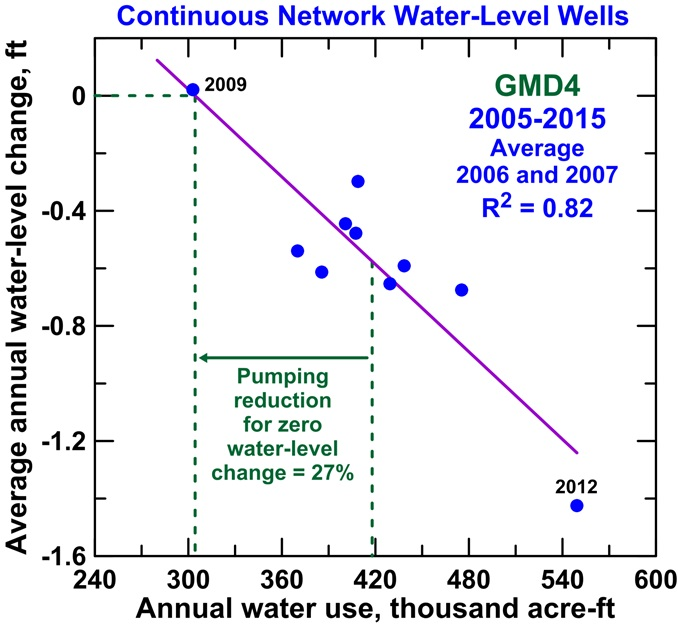 Continuous Network Water-Level Wells
Average annual water-level change, ft
0
-0.4
-0.8
-1.2
-1.6
2009
GMD4
2005-2015
Average
2006 and 2007
R² = 0.82
Pumping
reduction
for zero
water-level
change = 27%
2012
240 300 360 420 480 540 600
Annual water use, thousand acre-ft